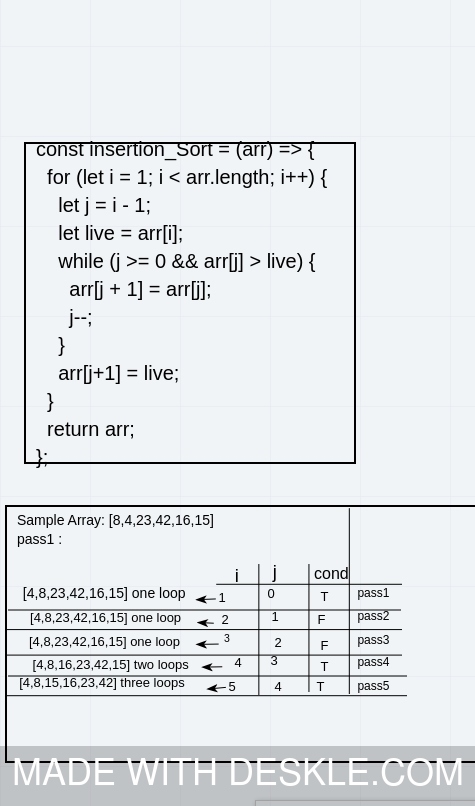 const insertion_Sort = (arr) => {
for (let i = 1; i < arr.length; i++) {
let j = i - 1;
let live = arr[i];
while (j >= 0 && arr[j] > live) {
arr[j + 1] = arr[j];
j--;
}
arr[j+1] = live;
}
return arr;
};
Sample Array: [8,4,23,42,16,15]
pass1 :
i j cond
[4,8,23,42,16,15] one loop 1 0 T pass1
[4,8,23,42,16,15] one loop 2 1 F pass2
[4,8,23,42,16,15] one loop 3 2 F pass3
[4,8,16,23,42,15] two loops 4 3 T pass4
[4,8,15,16,23,42] three loops 5 4 T pass5
MADE WITH DESKLE.COM